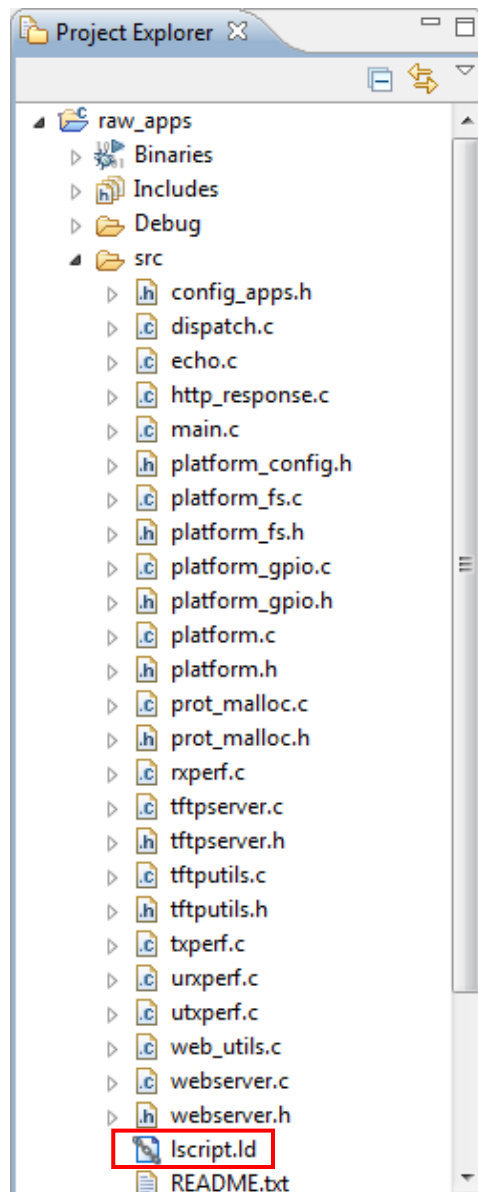 Project Explorer
raw_apps
Binaries
Includes
Debug
src
config_apps.h
dispatch.c
echo.c
http_response.c
main.c
platform_config.h
platform_fs.c
platform_fs.h
platform_gpio.c
platform_gpio.h
platform.c
platform.h
prot_malloc.c
prot_malloc.h
rxperf.c
tftpserver.c
tftpserver.h
tftputils.c
tftputils.h
txperf.c
urxperf.c
utxperf.c
web_utils.c
webserver.c
webserver.h
lscript.ld
README.txt